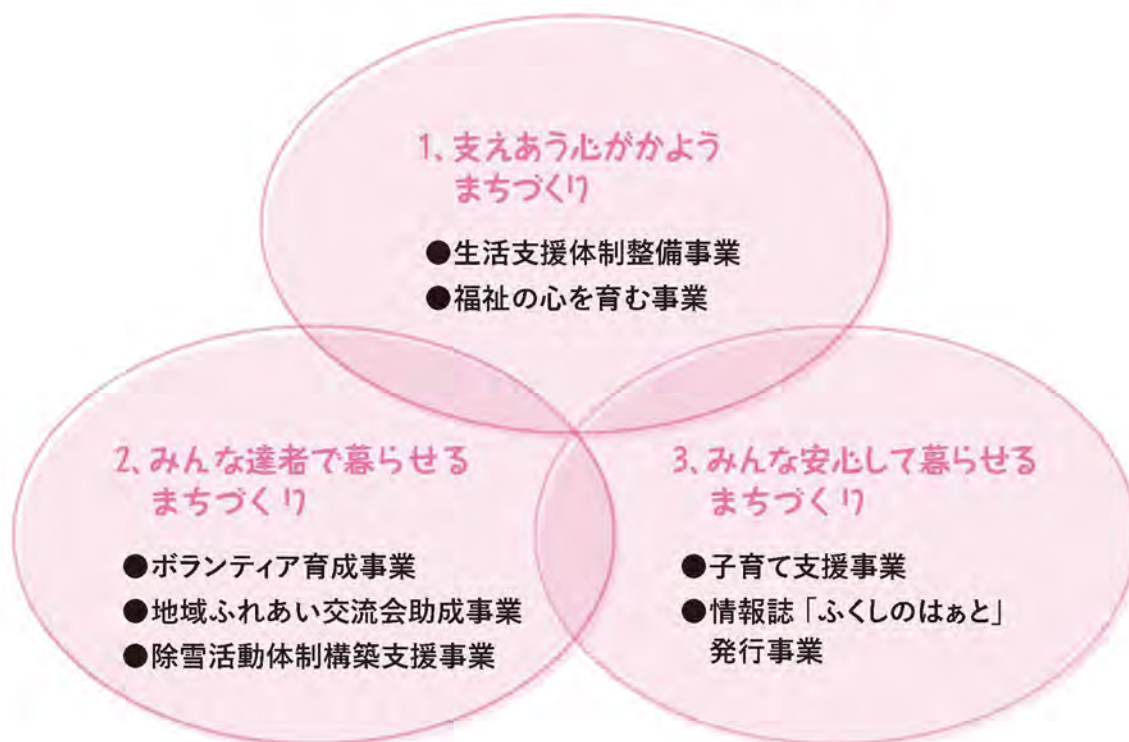 1、支えあう心がかよう
まちづくり
●生活支援体制整備事業
●福祉の心を育む事業
2、みんな達者で暮らせる
まちづくり
●ボランティア育成事業
●地域ふれあい交流会助成事業
●除雪活動体制構築支援事業
3、みんな安心して暮らせる
まちづくり
●子育て支援事業
●情報誌「ふくしのはぁと」
発行事業